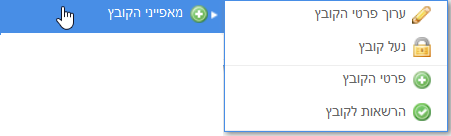 מאפייני הקובץ
ערוך פרטי הקובץ
נעל קובץ
פרטי הקובץ
הרשאות לקובץ